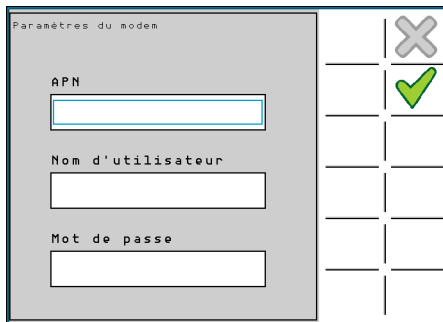 Paramètres du modem
APN
Nom d'utilisateur
Mot de passe